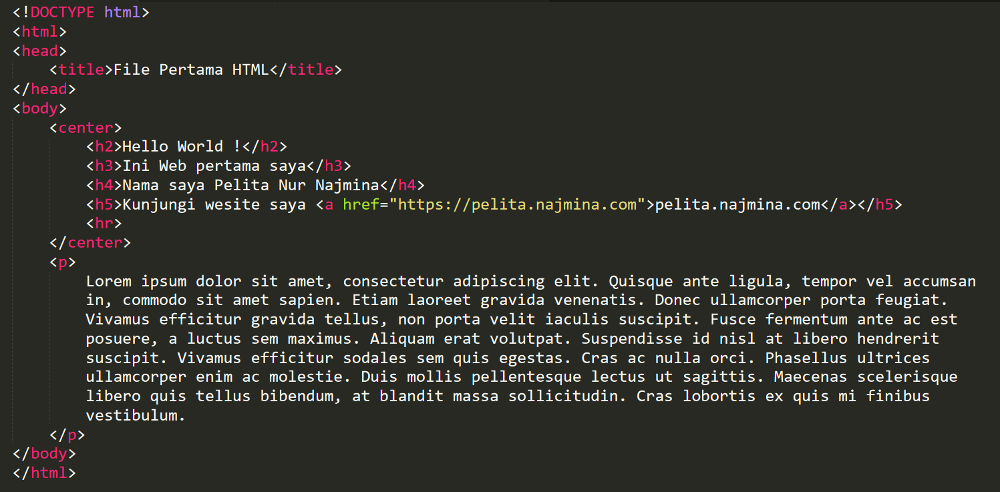 <!DOCTYPE html>
<html>
<head>
    <title>File Pertama HTML</title>
</head>
<body>
    <center>
        <h2>Hello World !</h2>
        <h3>Ini Web pertama saya</h3>
        <h4>Nama saya Pelita Nur Najmina</h4>
        <h5>Kunjungi wesite saya <a href="https://pelita.najmina.com">pelita.najmina.com</a></h5>
        <hr>
    </center>
    <p>
        Lorem ipsum dolor sit amet, consectetur adipiscing elit. Quisque ante ligula, tempor vel accumsan
        in, commodo sit amet sapien. Etiam laoreet gravida venenatis. Donec ullamcorper porta feugiat.
        Vivamus efficitur gravida tellus, non porta velit iaculis suscipit. Fusce fermentum ante ac est
        posuere, a luctus sem maximus. Aliquam erat volutpat. Suspendisse id nisl at libero hendrerit
        suscipit. Vivamus efficitur sodales sem quis egestas. Cras ac nulla orci. Phasellus ultrices
        ullamcorper enim ac molestie. Duis mollis pellentesque lectus ut sagittis. Maecenas scelerisque
        libero quis tellus bibendum, at blandit massa sollicitudin. Cras lobortis ex quis mi finibus
        vestibulum.
    </p>
</body>
</html>